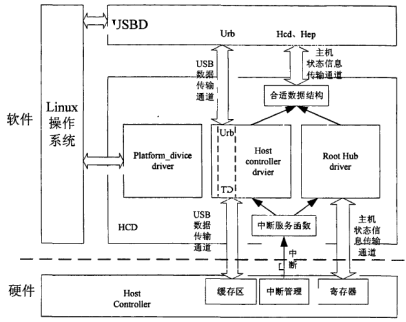 USBD
Urb
Hcd、Hep
USB
数据
传输
通道
主机
状态信息
传输通道
合适数据结构
软件
Linux
操作
系统
Platform_divice
driver
Urb
Host
controller
dirvier
TD
Root Hub
driver
HCD
USB
数据
传输
通道
中断服务函数
主机
状态信
息传输
通道
中
断
硬件
Host
Controller
缓存区
中断管理
寄存器